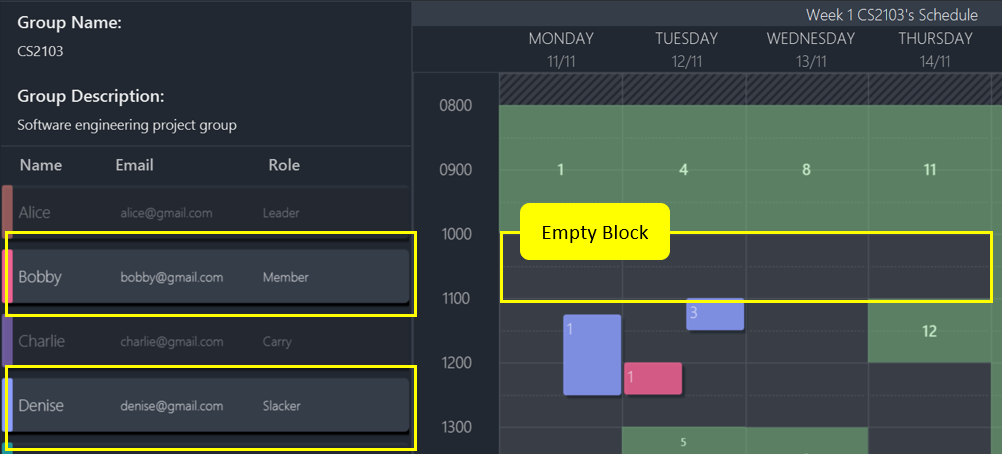 Group Name:
CS2103
Group Description:
Software engineering project group
Name Email Role
Alice alice@gmail.com Leader
Bobby bobby@gmail.com Member
Charlie charlie@gmail.com Carry
Denise denise@gmail.com Slacker
Week 1 CS2103's Schedule
MONDAY TUESDAY WEDNESDAY THURSDAY
11/11 12/11 13/11 14/11
0800
0900 1 4 8 11
Empty Block
1000
1100
3
1 12
1200
1
1300
5